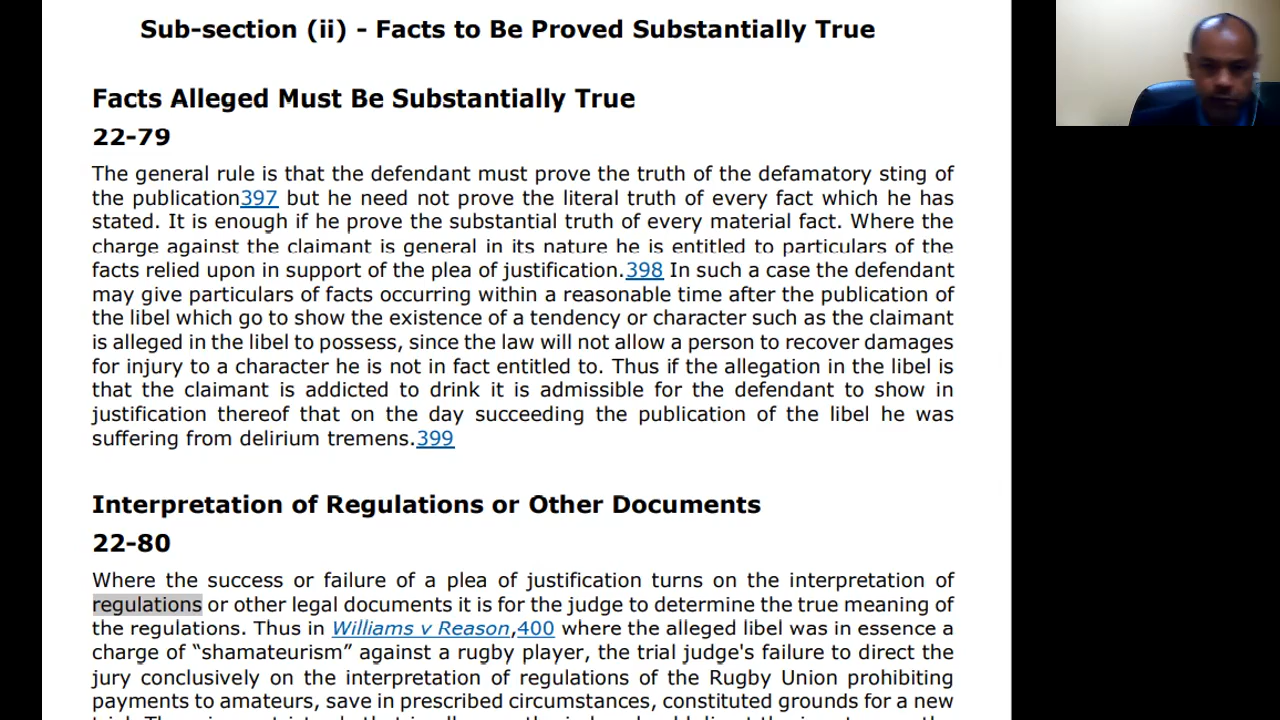 Sub-section (ii) - Facts to Be Proved Substantially True
Facts Alleged Must Be Substantially True
22-79
The general rule is that the defendant must prove the truth of the defamatory sting of
the publication397 but he need not prove the literal truth of every fact which he has
stated. It is enough if he prove the substantial truth of every material fact. Where the
charge against the claimant is general in its nature he is entitled to particulars of the
facts relied upon in support of the plea of justification.398 In such a case the defendant
may give particulars of facts occurring within a reasonable time after the publication of
the libel which go to show the existence of a tendency or character such as the claimant
is alleged in the libel to possess, since the law will not allow a person to recover damages
for injury to a character he is not in fact entitled to. Thus if the allegation in the libel is
that the claimant is addicted to drink it is admissible for the defendant to show in
justification thereof that on the day succeeding the publication of the libel he was
suffering from delirium tremens.399
Interpretation of Regulations or Other Documents
22-80
Where the success or failure of a plea of justification turns on the interpretation of
regulations or other legal documents it is for the judge to determine the true meaning of
the regulations. Thus in Williams v Reason,400 where the alleged libel was in essence a
charge of “shamateurism” against a rugby player, the trial judge's failure to direct the
jury conclusively on the interpretation of regulations of the Rugby Union prohibiting
payments to amateurs, save in prescribed circumstances, constituted grounds for a new